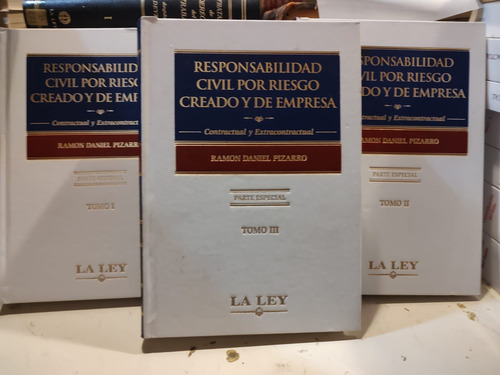 RESPONSABILIDAD
CIVIL POR RIESGO
CREADO Y DE EMPRESA
Contractual y Extracontractual
RAMON DANIEL PIZARRO
TOMO I
LA LEY
RESPONSABILIDAD
CIVIL POR RIESGO
CREADO Y DE EMPRESA
Contractual y Extracontractual
RAMON DANIEL PIZARRO
PARTE ESPECIAL
TOMO III
LA LEY
RESPONSABILIDAD
CIVIL POR RIESGO
ADO Y DE EMPRESA
Contractual y Extracontractual
RAMON DANIEL PIZARRO
PARTE ESPECIAL
TOMO II
LA LEY
1